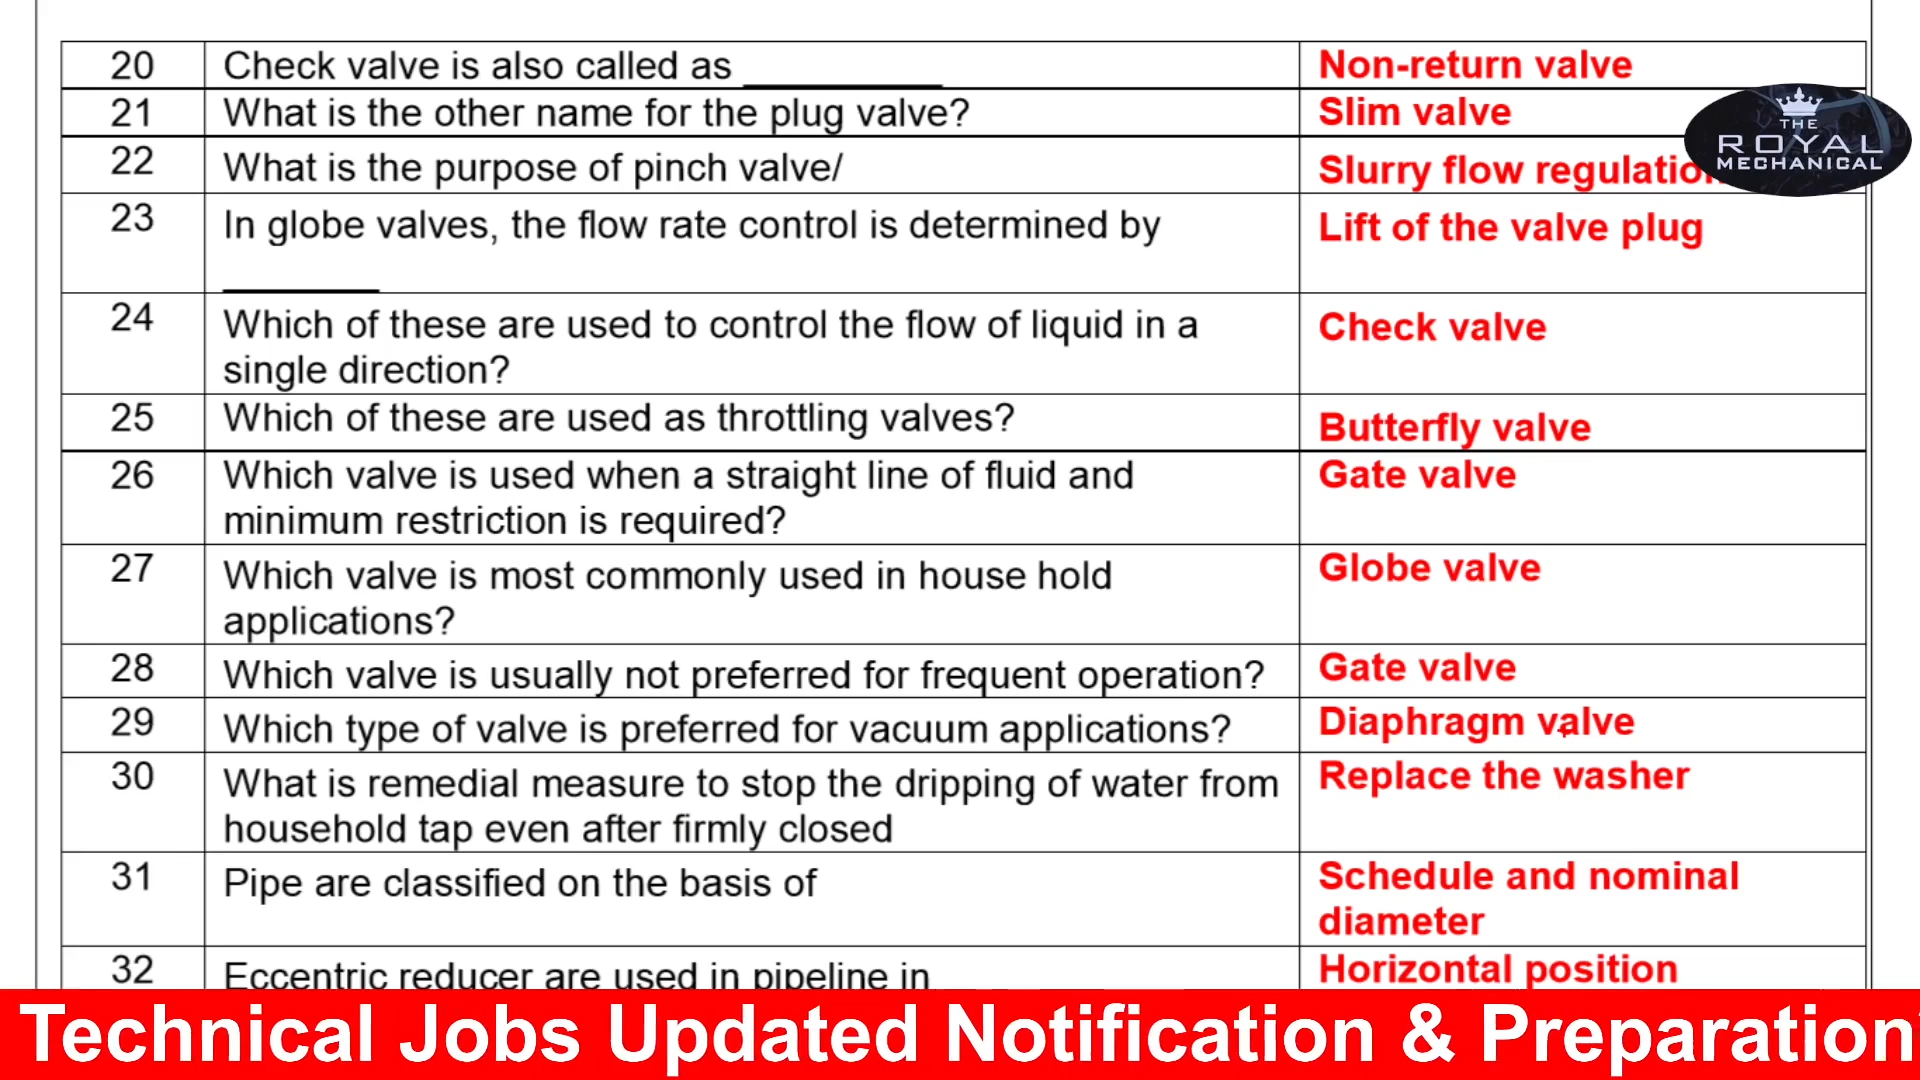 20 Check valve is also called as __________ Non-return valve
21 What is the other name for the plug valve? Slim valve
22 What is the purpose of pinch valve/ Slurry flow regulation
23 In globe valves, the flow rate control is determined by Lift of the valve plug
________
24 Which of these are used to control the flow of liquid in a Check valve
single direction?
25 Which of these are used as throttling valves? Butterfly valve
26 Which valve is used when a straight line of fluid and Gate valve
minimum restriction is required?
27 Which valve is most commonly used in house hold Globe valve
applications?
28 Which valve is usually not preferred for frequent operation? Gate valve
29 Which type of valve is preferred for vacuum applications? Diaphragm valve
30 What is remedial measure to stop the dripping of water from Replace the washer
household tap even after firmly closed
31 Pipe are classified on the basis of Schedule and nominal
diameter
32 Eccentric reducer are used in pipeline in Horizontal position
THE
ROYAL
MECHANICAL
Technical Jobs Updated Notification & Preparation